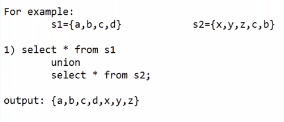 For example:
s1={a,b,c,d} s2={x,y,z,c,b}
1) select * from s1
union
select * from s2;
output: {a,b,c,d,x,y,z}